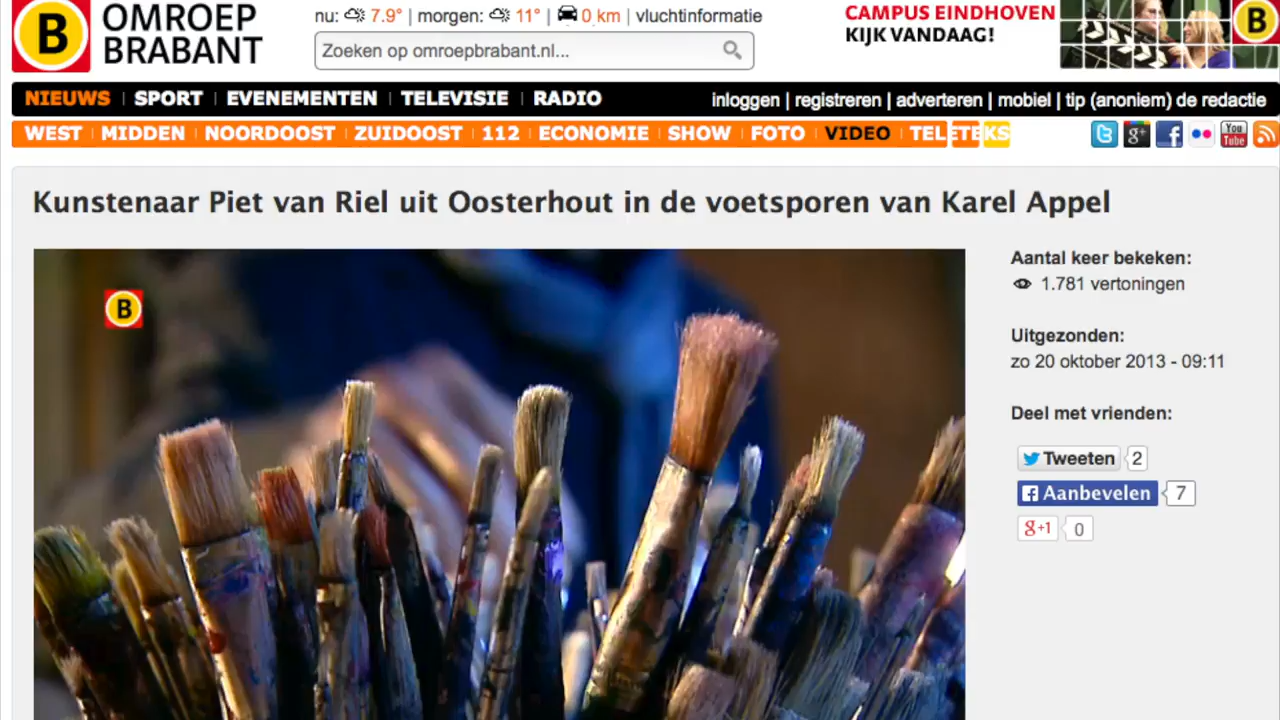 B OMROEP BRABANT
nu: 7.9° | morgen: 11° | 0 km | vluchtinformatie
Zoeken op omroepbrabant.nl...
CAMPUS EINDHOVEN
KIJK VANDAAG!
B
NIEUWS | SPORT | EVENEMENTEN | TELEVISIE | RADIO
inloggen | registreren | adverteren | mobiel | tip (anoniem) de redactie
WEST | MIDDEN | NOORDOOST | ZUIDOOST | 112 | ECONOMIE | SHOW | FOTO | VIDEO | TELETEKS
g+ f You Tube
Kunstenaar Piet van Riel uit Oosterhout in de voetsporen van Karel Appel
B
Aantal keer bekeken:
1.781 vertoningen
Uitgezonden:
zo 20 oktober 2013 - 09:11
Deel met vrienden:
Tweeten 2
f Aanbevelen 7
g+1 0